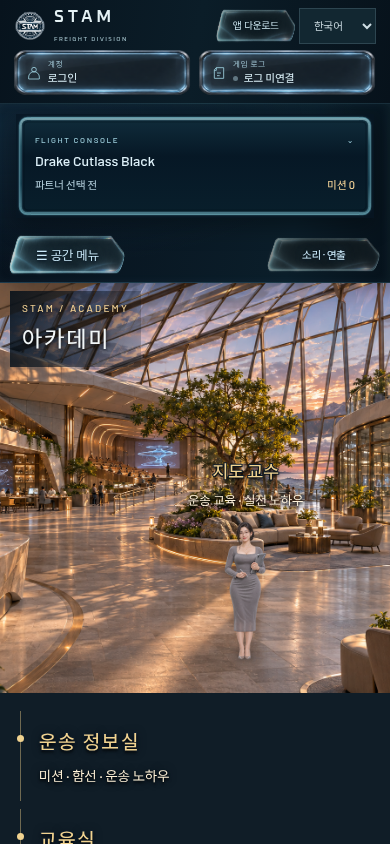 STAM
FREIGHT DIVISION
앱 다운로드
한국어
계정
로그인
게임 로그
로그 미연결
FLIGHT CONSOLE
Drake Cutlass Black
파트너 선택 전
미션 0
☰ 공간 메뉴
소리·연출
STAM / ACADEMY
아카데미
지도 교수
운송 교육 · 실전 노하우
운송 정보실
미션 · 함선 · 운송 노하우
교육실